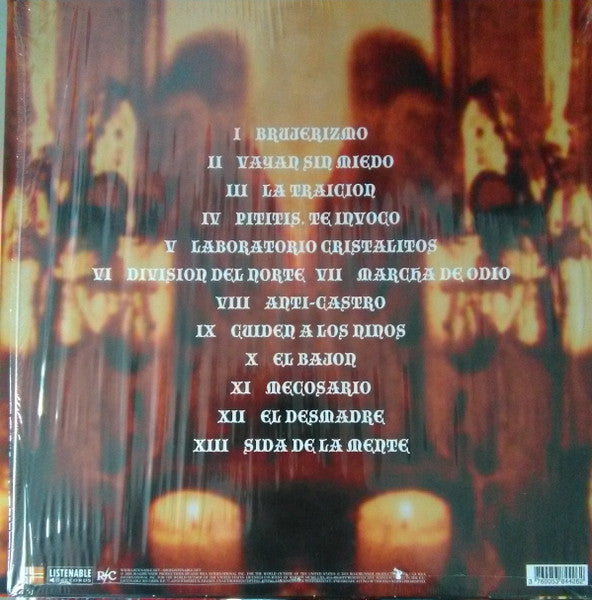 I BRUJERIZMO
II VAYAN SIN MIEDO
III LA TRAICION
IV PITITIS, TE INVOCO
V LABORATORIO CRISTALITOS
VI DIVISION DEL NORTE VII MARCHA DE ODIO
VIII ANTI-CASTRO
IX CUIDEN A LOS NINOS
X EL BAJON
XI MECOSARIO
XII EL DESMADRE
XIII SIDA DE LA MENTE
LISTENABLE
RECORDS